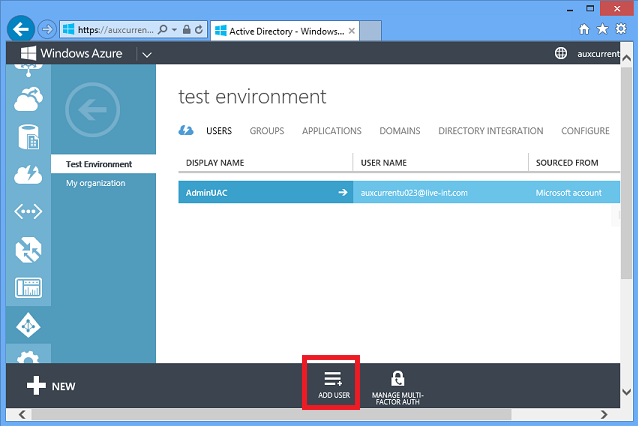 https://auxcurren...
Active Directory - Windows...
Windows Azure
auxcurrent
test environment
USERS GROUPS APPLICATIONS DOMAINS DIRECTORY INTEGRATION CONFIGURE
Test Environment
My organization
DISPLAY NAME USER NAME SOURCED FROM
AdminUAC auxcurrentu023@live-int.com Microsoft account
NEW
ADD USER
MANAGE MULTI-
FACTOR AUTH